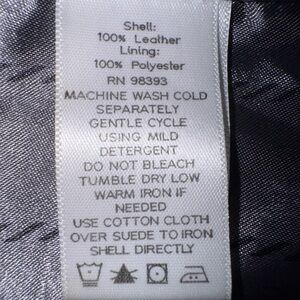 Shell:
100% Leather
Lining:
100% Polyester
RN 98393
MACHINE WASH COLD
SEPARATELY
GENTLE CYCLE
USING MILD
DETERGENT
DO NOT BLEACH
TUMBLE DRY LOW
WARM IRON IF
NEEDED
USE COTTON CLOTH
OVER SUEDE TO IRON
SHELL DIRECTLY